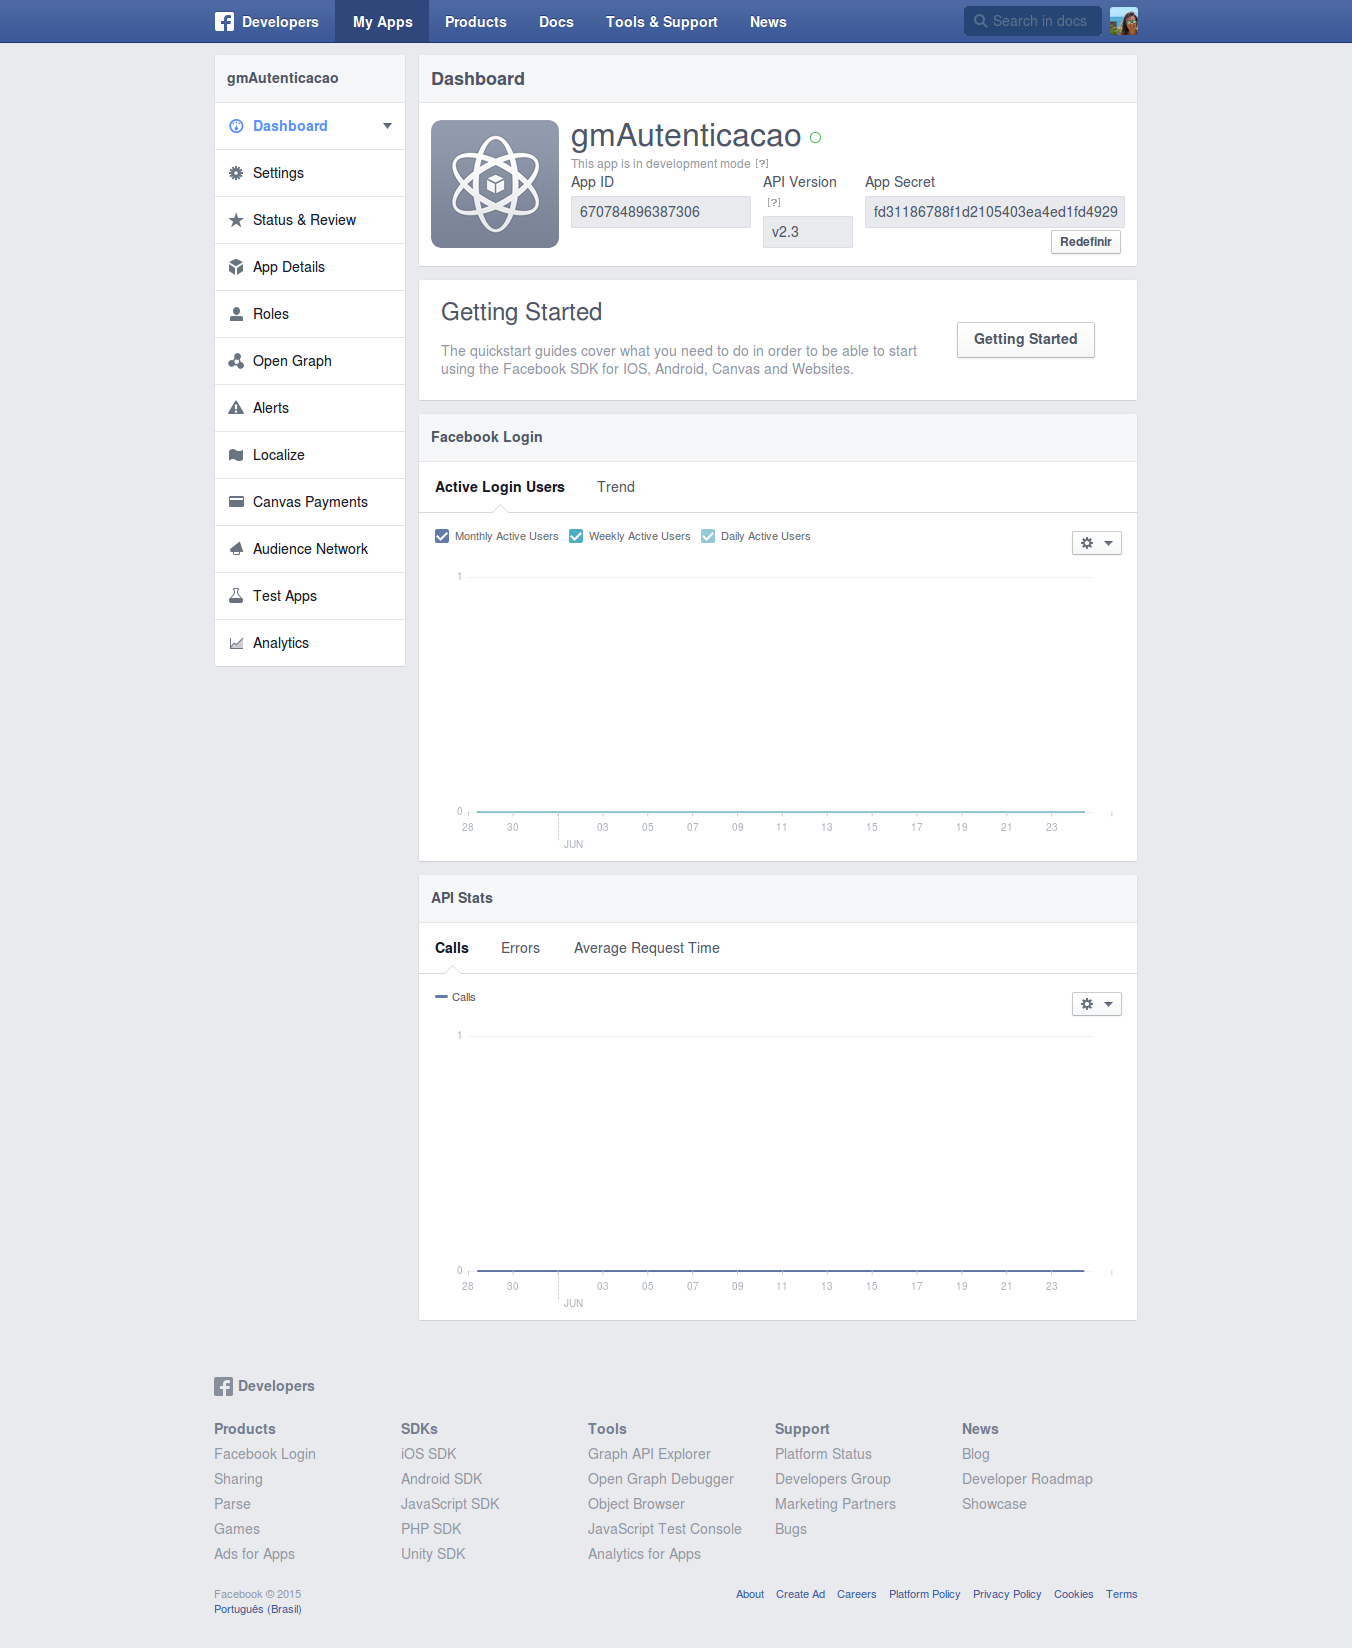 Developers My Apps Products Docs Tools & Support News Search in docs
gmAutenticacao
Dashboard
Settings
Status & Review
App Details
Roles
Open Graph
Alerts
Localize
Canvas Payments
Audience Network
Test Apps
Analytics
Dashboard
gmAutenticacao
This app is in development mode [?]
App ID API Version App Secret
[?]
670784896387306 fd31186788f1d2105403ea4ed1fd4929
v2.3
Redefinir
Getting Started
The quickstart guides cover what you need to do in order to be able to start
using the Facebook SDK for IOS, Android, Canvas and Websites.
Getting Started
Facebook Login
Active Login Users Trend
Monthly Active Users Weekly Active Users Daily Active Users
1
0
28 30 03 05 07 09 11 13 15 17 19 21 23
JUN
API Stats
Calls Errors Average Request Time
Calls
1
0
28 30 03 05 07 09 11 13 15 17 19 21 23
JUN
Developers
Products SDKs Tools Support News
Facebook Login iOS SDK Graph API Explorer Platform Status Blog
Sharing Android SDK Open Graph Debugger Developers Group Developer Roadmap
Parse JavaScript SDK Object Browser Marketing Partners Showcase
Games PHP SDK JavaScript Test Console Bugs
Ads for Apps Unity SDK Analytics for Apps
Facebook © 2015 About Create Ad Careers Platform Policy Privacy Policy Cookies Terms
Português (Brasil)